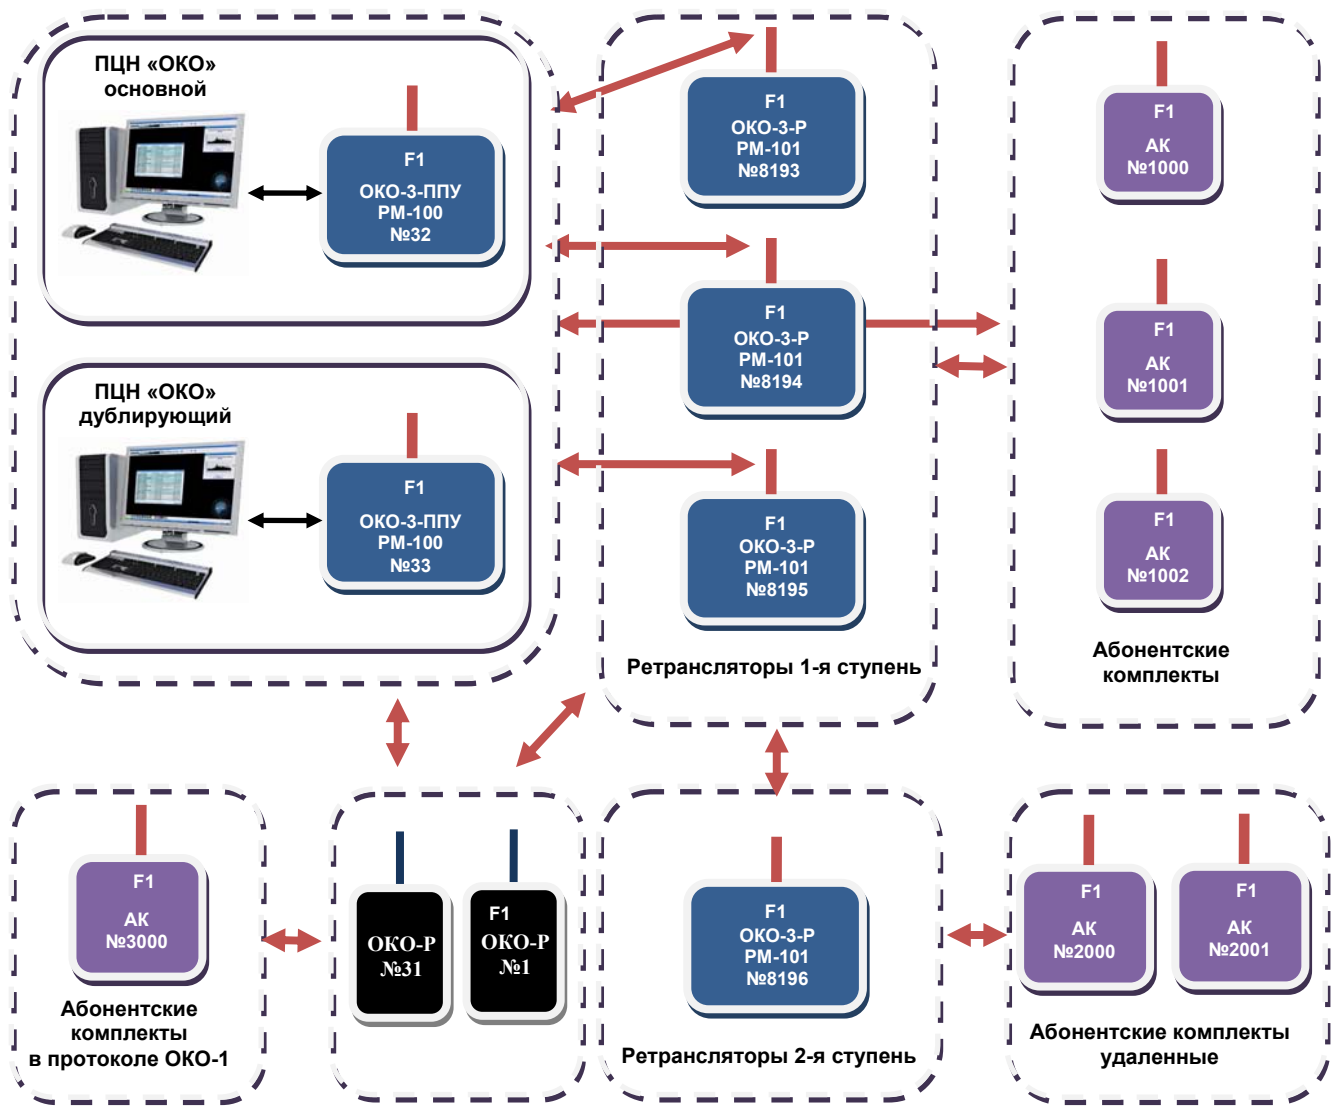 ПЦН «ОКО»
основной
F1
ОКО-3-ППУ
РМ-100
№32
ПЦН «ОКО»
дублирующий
F1
ОКО-3-ППУ
РМ-100
№33
F1
ОКО-3-Р
РМ-101
№8193
F1
ОКО-3-Р
РМ-101
№8194
F1
ОКО-3-Р
РМ-101
№8195
Ретрансляторы 1-я ступень
F1
АК
№1000
F1
АК
№1001
F1
АК
№1002
Абонентские
комплекты
F1
АК
№3000
Абонентские
комплекты
в протоколе ОКО-1
ОКО-Р
№31
F1
ОКО-Р
№1
F1
ОКО-3-Р
РМ-101
№8196
Ретрансляторы 2-я ступень
F1
АК
№2000
F1
АК
№2001
Абонентские комплекты
удаленные